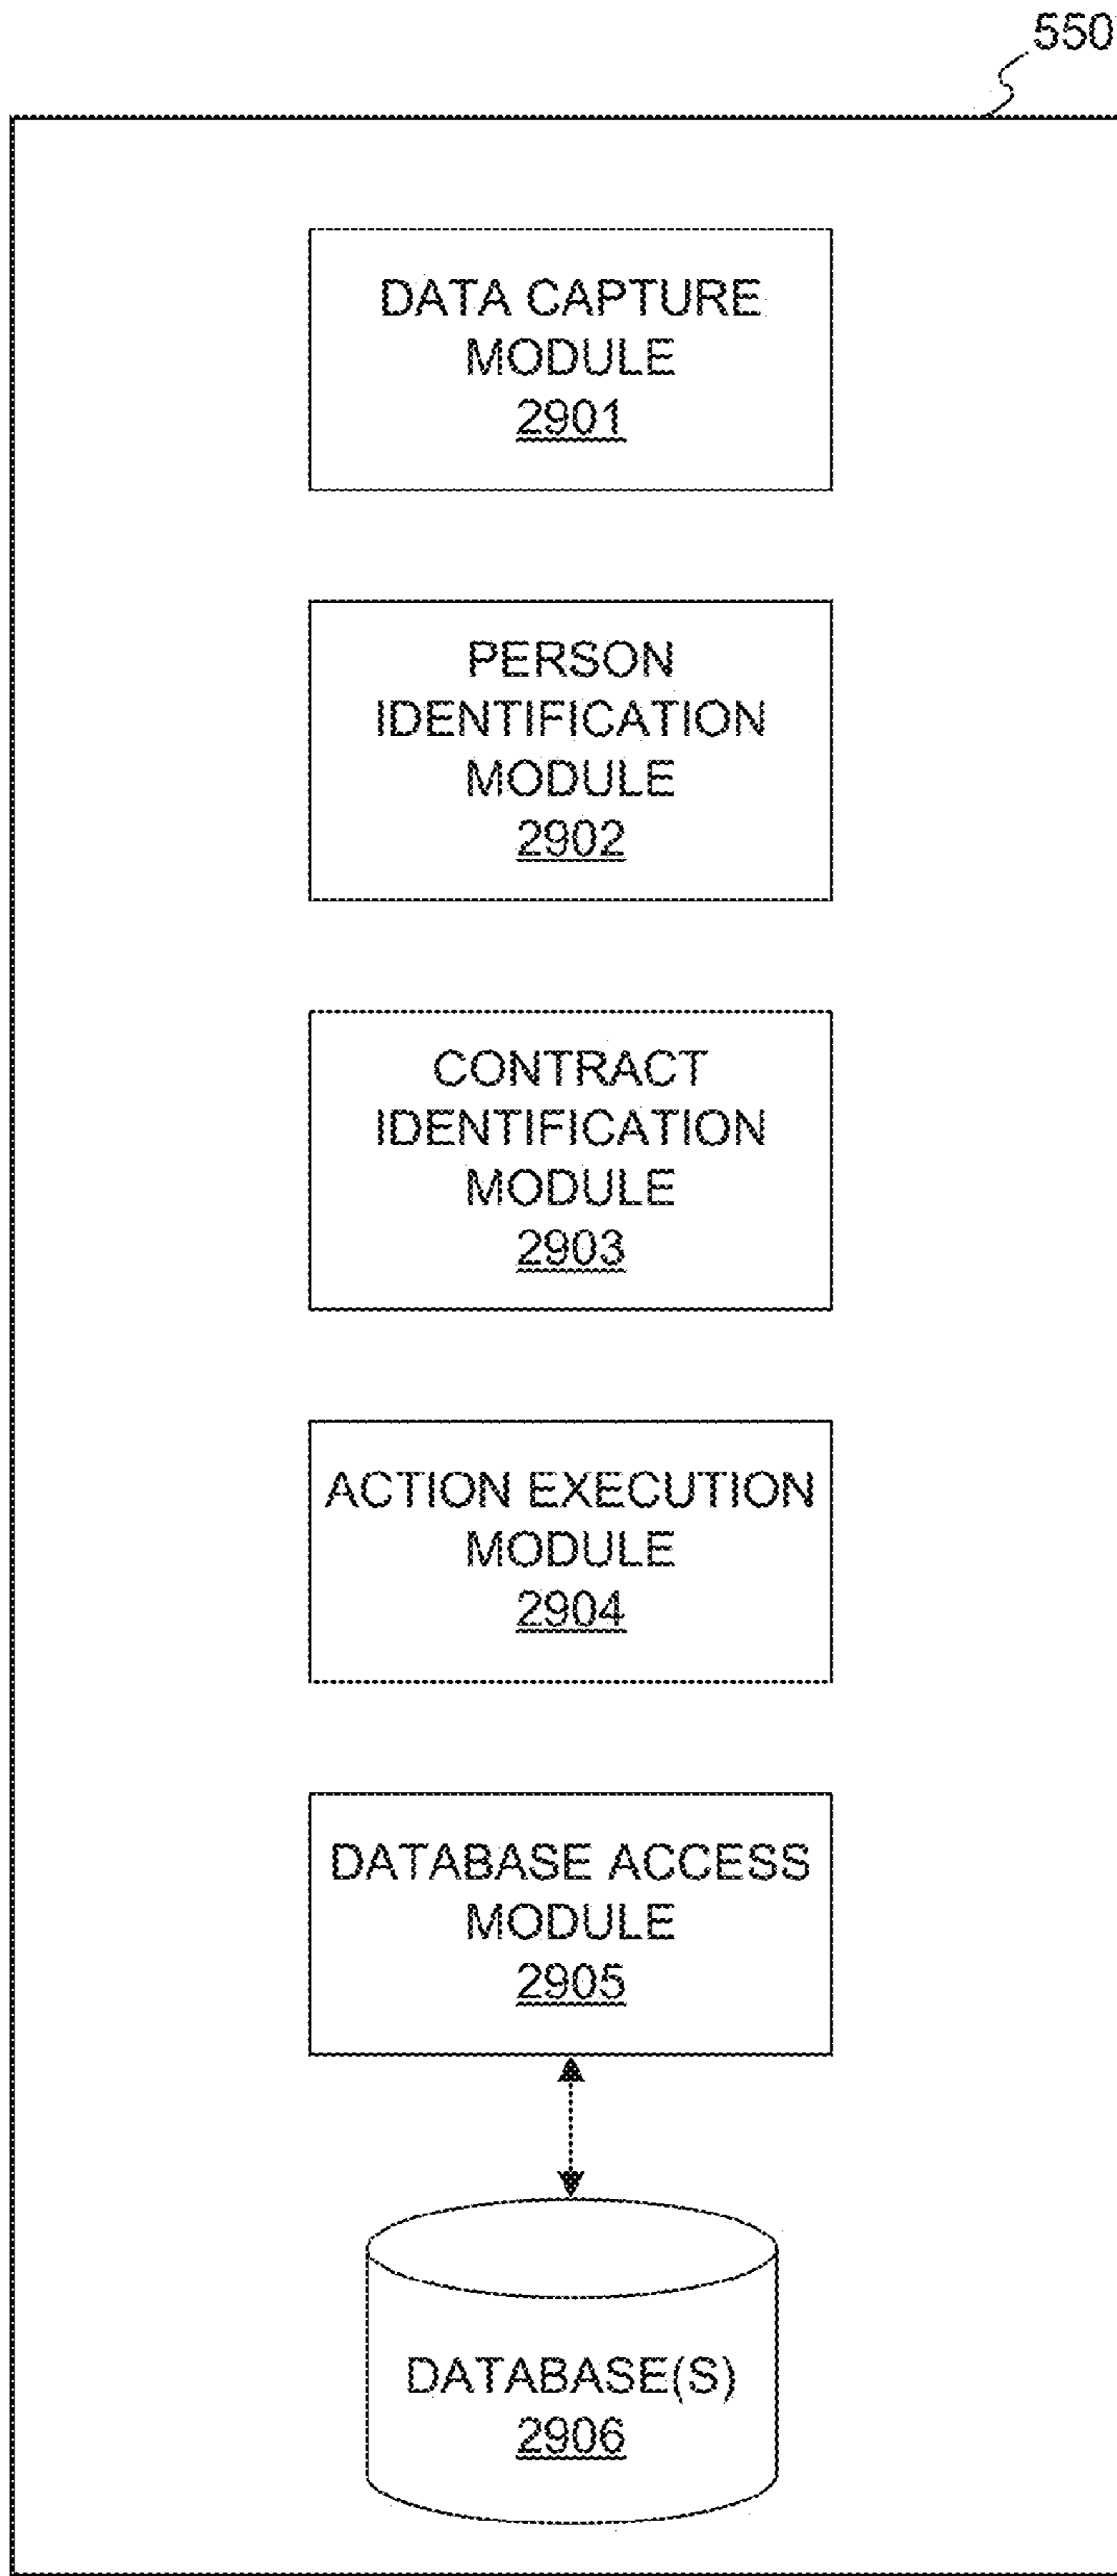 550
DATA CAPTURE
MODULE
2901
PERSON
IDENTIFICATION
MODULE
2902
CONTRACT
IDENTIFICATION
MODULE
2903
ACTION EXECUTION
MODULE
2904
DATABASE ACCESS
MODULE
2905
DATABASE(S)
2906